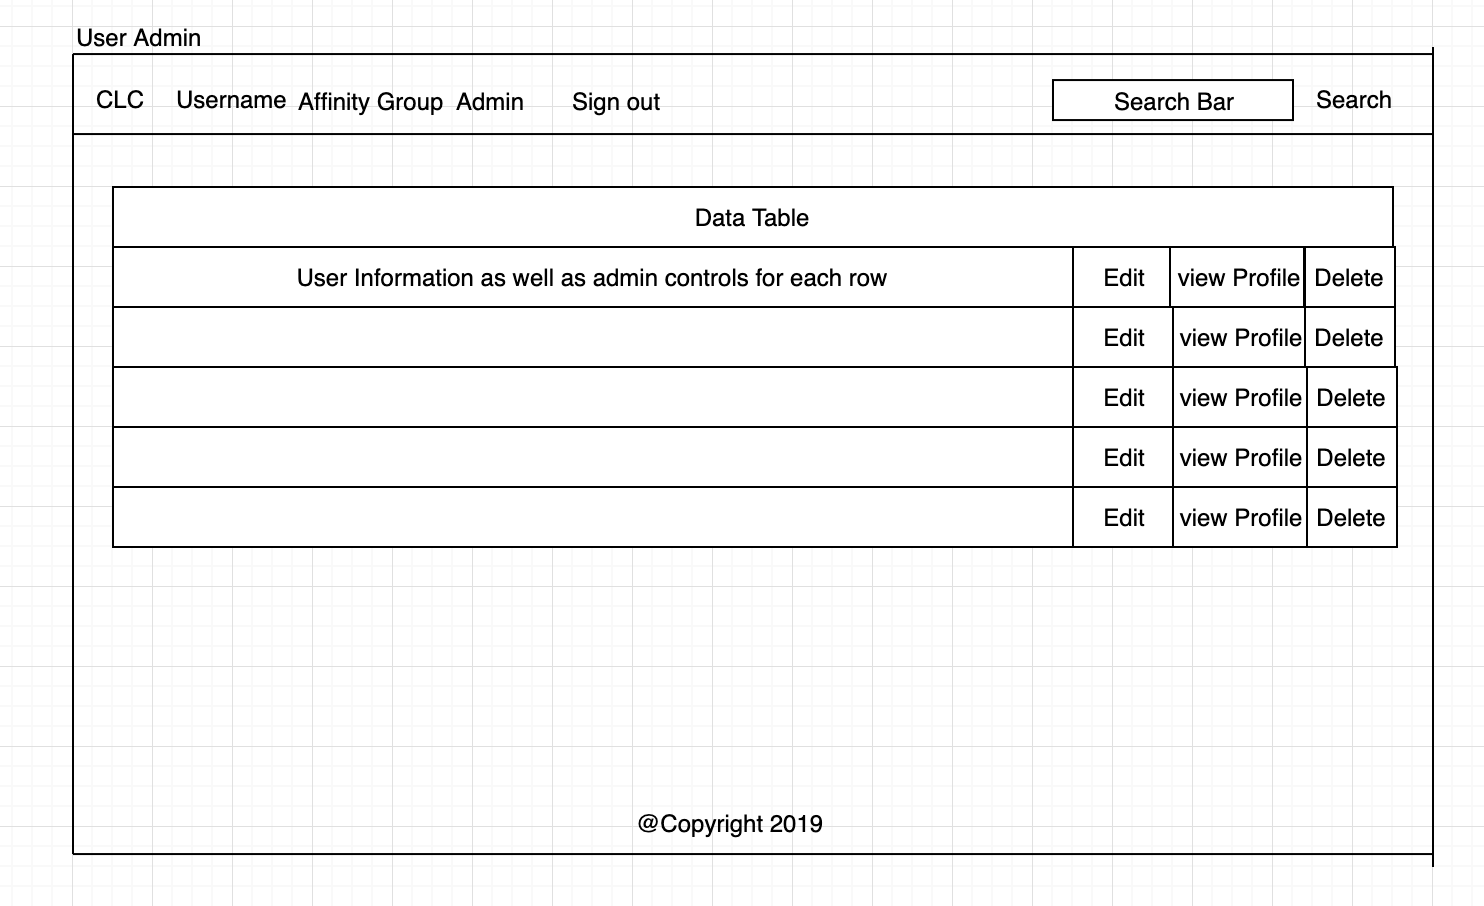 User Admin
CLC Username Affinity Group Admin Sign out Search Bar Search
Data Table
User Information as well as admin controls for each row Edit view Profile Delete
Edit view Profile Delete
Edit view Profile Delete
Edit view Profile Delete
Edit view Profile Delete
@Copyright 2019